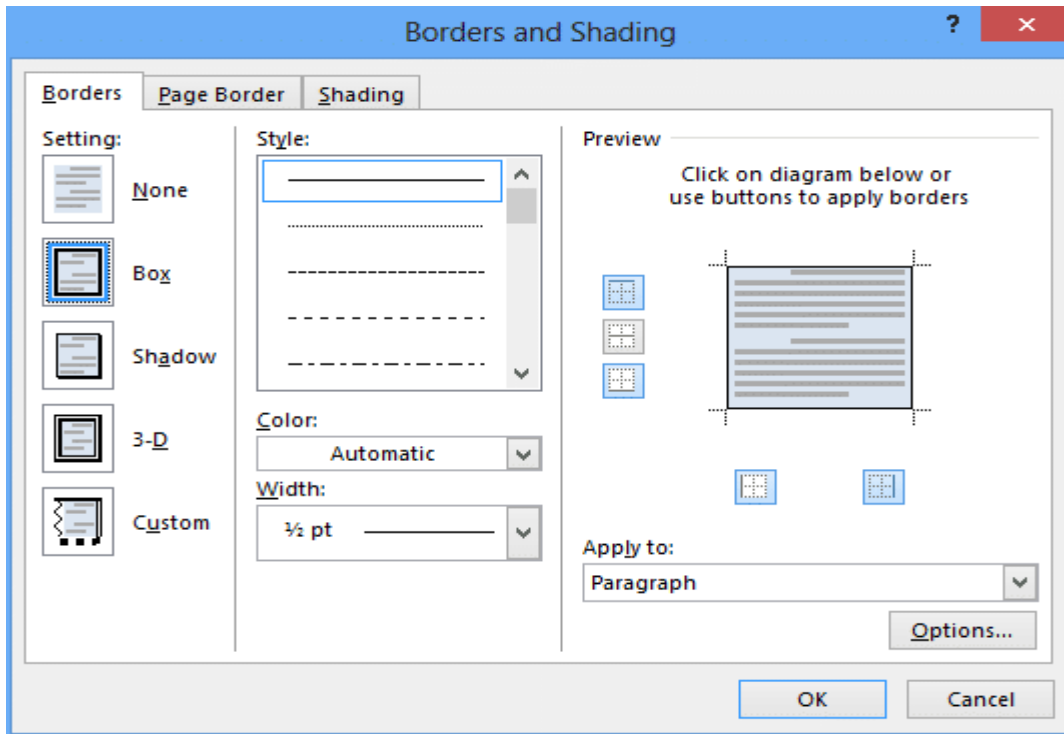 Borders and Shading
?
Borders
Page Border
Shading
Setting:
None
Box
Shadow
3-D
Custom
Style:
Color:
Automatic
Width:
½ pt
Preview
Click on diagram below or
use buttons to apply borders
Apply to:
Paragraph
Options...
OK
Cancel